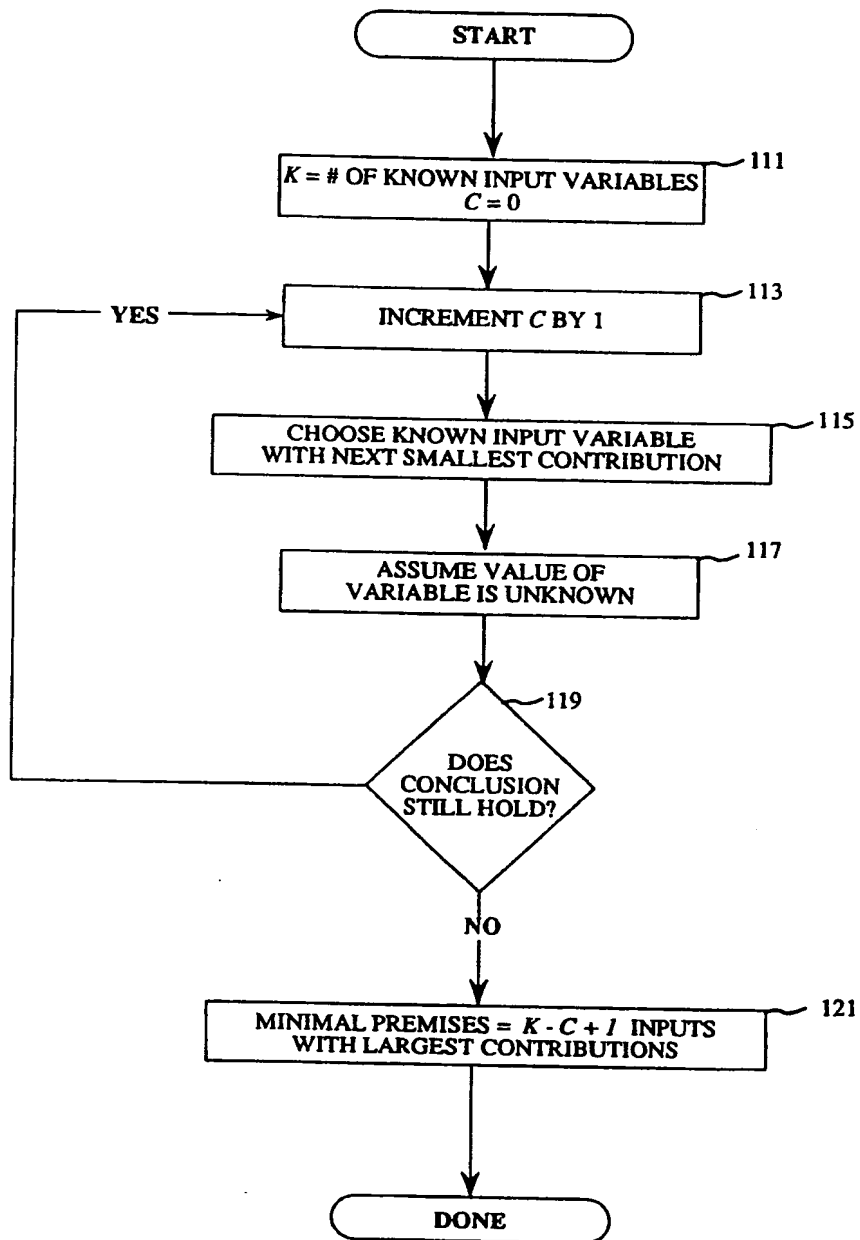 START
111
K = # OF KNOWN INPUT VARIABLES
C = 0
113
YES
INCREMENT C BY 1
115
CHOOSE KNOWN INPUT VARIABLE
WITH NEXT SMALLEST CONTRIBUTION
117
ASSUME VALUE OF
VARIABLE IS UNKNOWN
119
DOES
CONCLUSION
STILL HOLD?
NO
121
MINIMAL PREMISES = K - C + 1 INPUTS
WITH LARGEST CONTRIBUTIONS
DONE